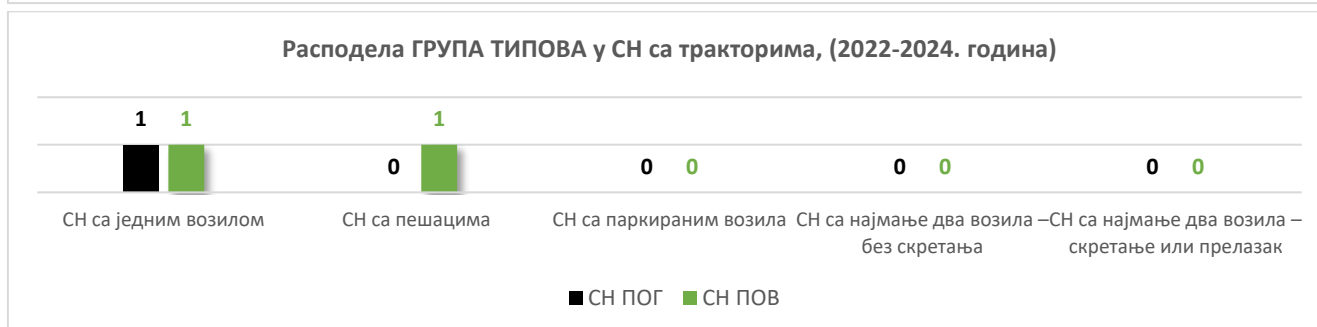 Расподела ГРУПА ТИПОВА у СН са тракторима, (2022-2024. година)
1 1 0 1 0 0 0 0 0 0
СН са једним возилом
СН са пешацима
СН са паркираним возила
СН са најмање два возила –
без скретања
СН са најмање два возила –
скретање или прелазак
СН ПОГ СН ПОВ